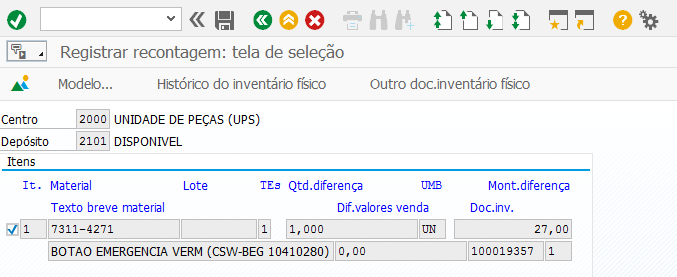 Registrar recontagem: tela de seleção
Modelo... Histórico do inventário físico Outro doc.inventário físico
Centro 2000 UNIDADE DE PEÇAS (UPS)
Depósito 2101 DISPONIVEL
Itens
It. Material Lote TEs Qtd.diferença UMB Mont.diferença
Texto breve material Dif.valores venda Doc.inv.
1 7311-4271 1 1,000 UN 27,00
BOTAO EMERGENCIA VERM (CSW-BEG 10410280) 0,00 100019357 1